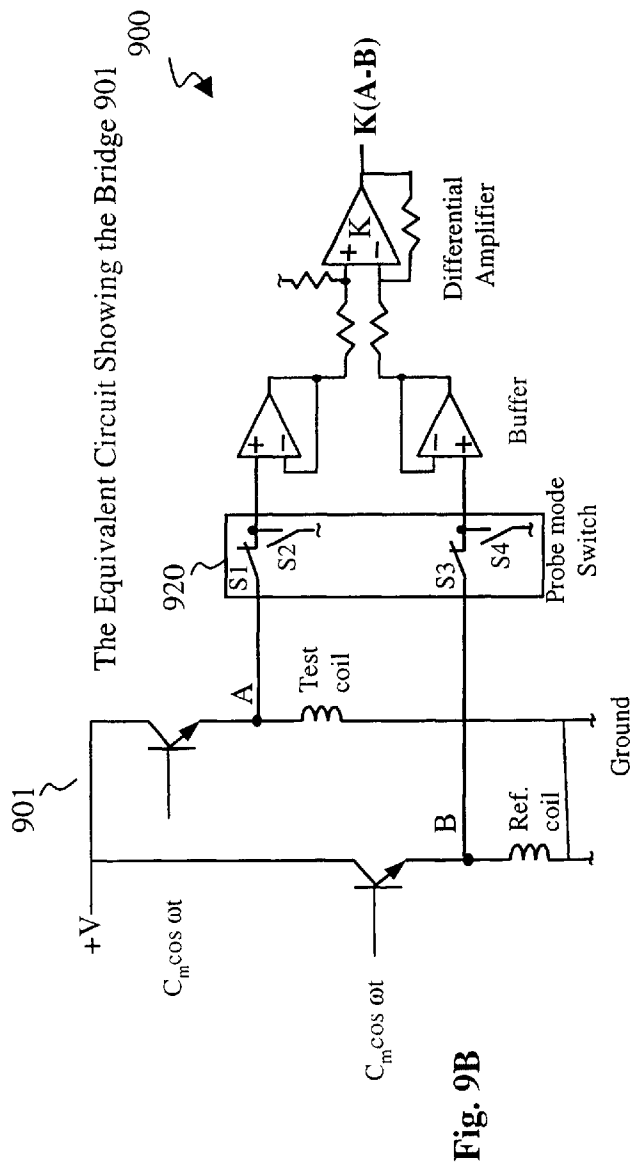 The Equivalent Circuit Showing the Bridge 901
900
901
+V
C_m cos ωt
C_m cos ωt
A
B
Test
coil
Ref.
coil
Ground
920
S1
S2
S3
S4
Probe mode
Switch
+
−
−
+
Buffer
+
−
K
K(A-B)
Differential
Amplifier
Fig. 9B